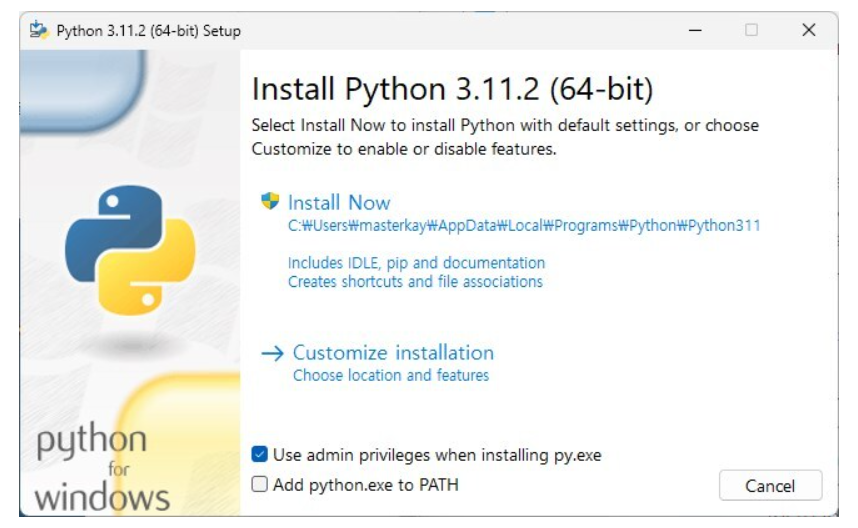 Python 3.11.2 (64-bit) Setup
Install Python 3.11.2 (64-bit)
Select Install Now to install Python with default settings, or choose
Customize to enable or disable features.
Install Now
C:₩Users₩masterkay₩AppData₩Local₩Programs₩Python₩Python311
Includes IDLE, pip and documentation
Creates shortcuts and file associations
Customize installation
Choose location and features
python
for
windows
Use admin privileges when installing py.exe
Add python.exe to PATH
Cancel